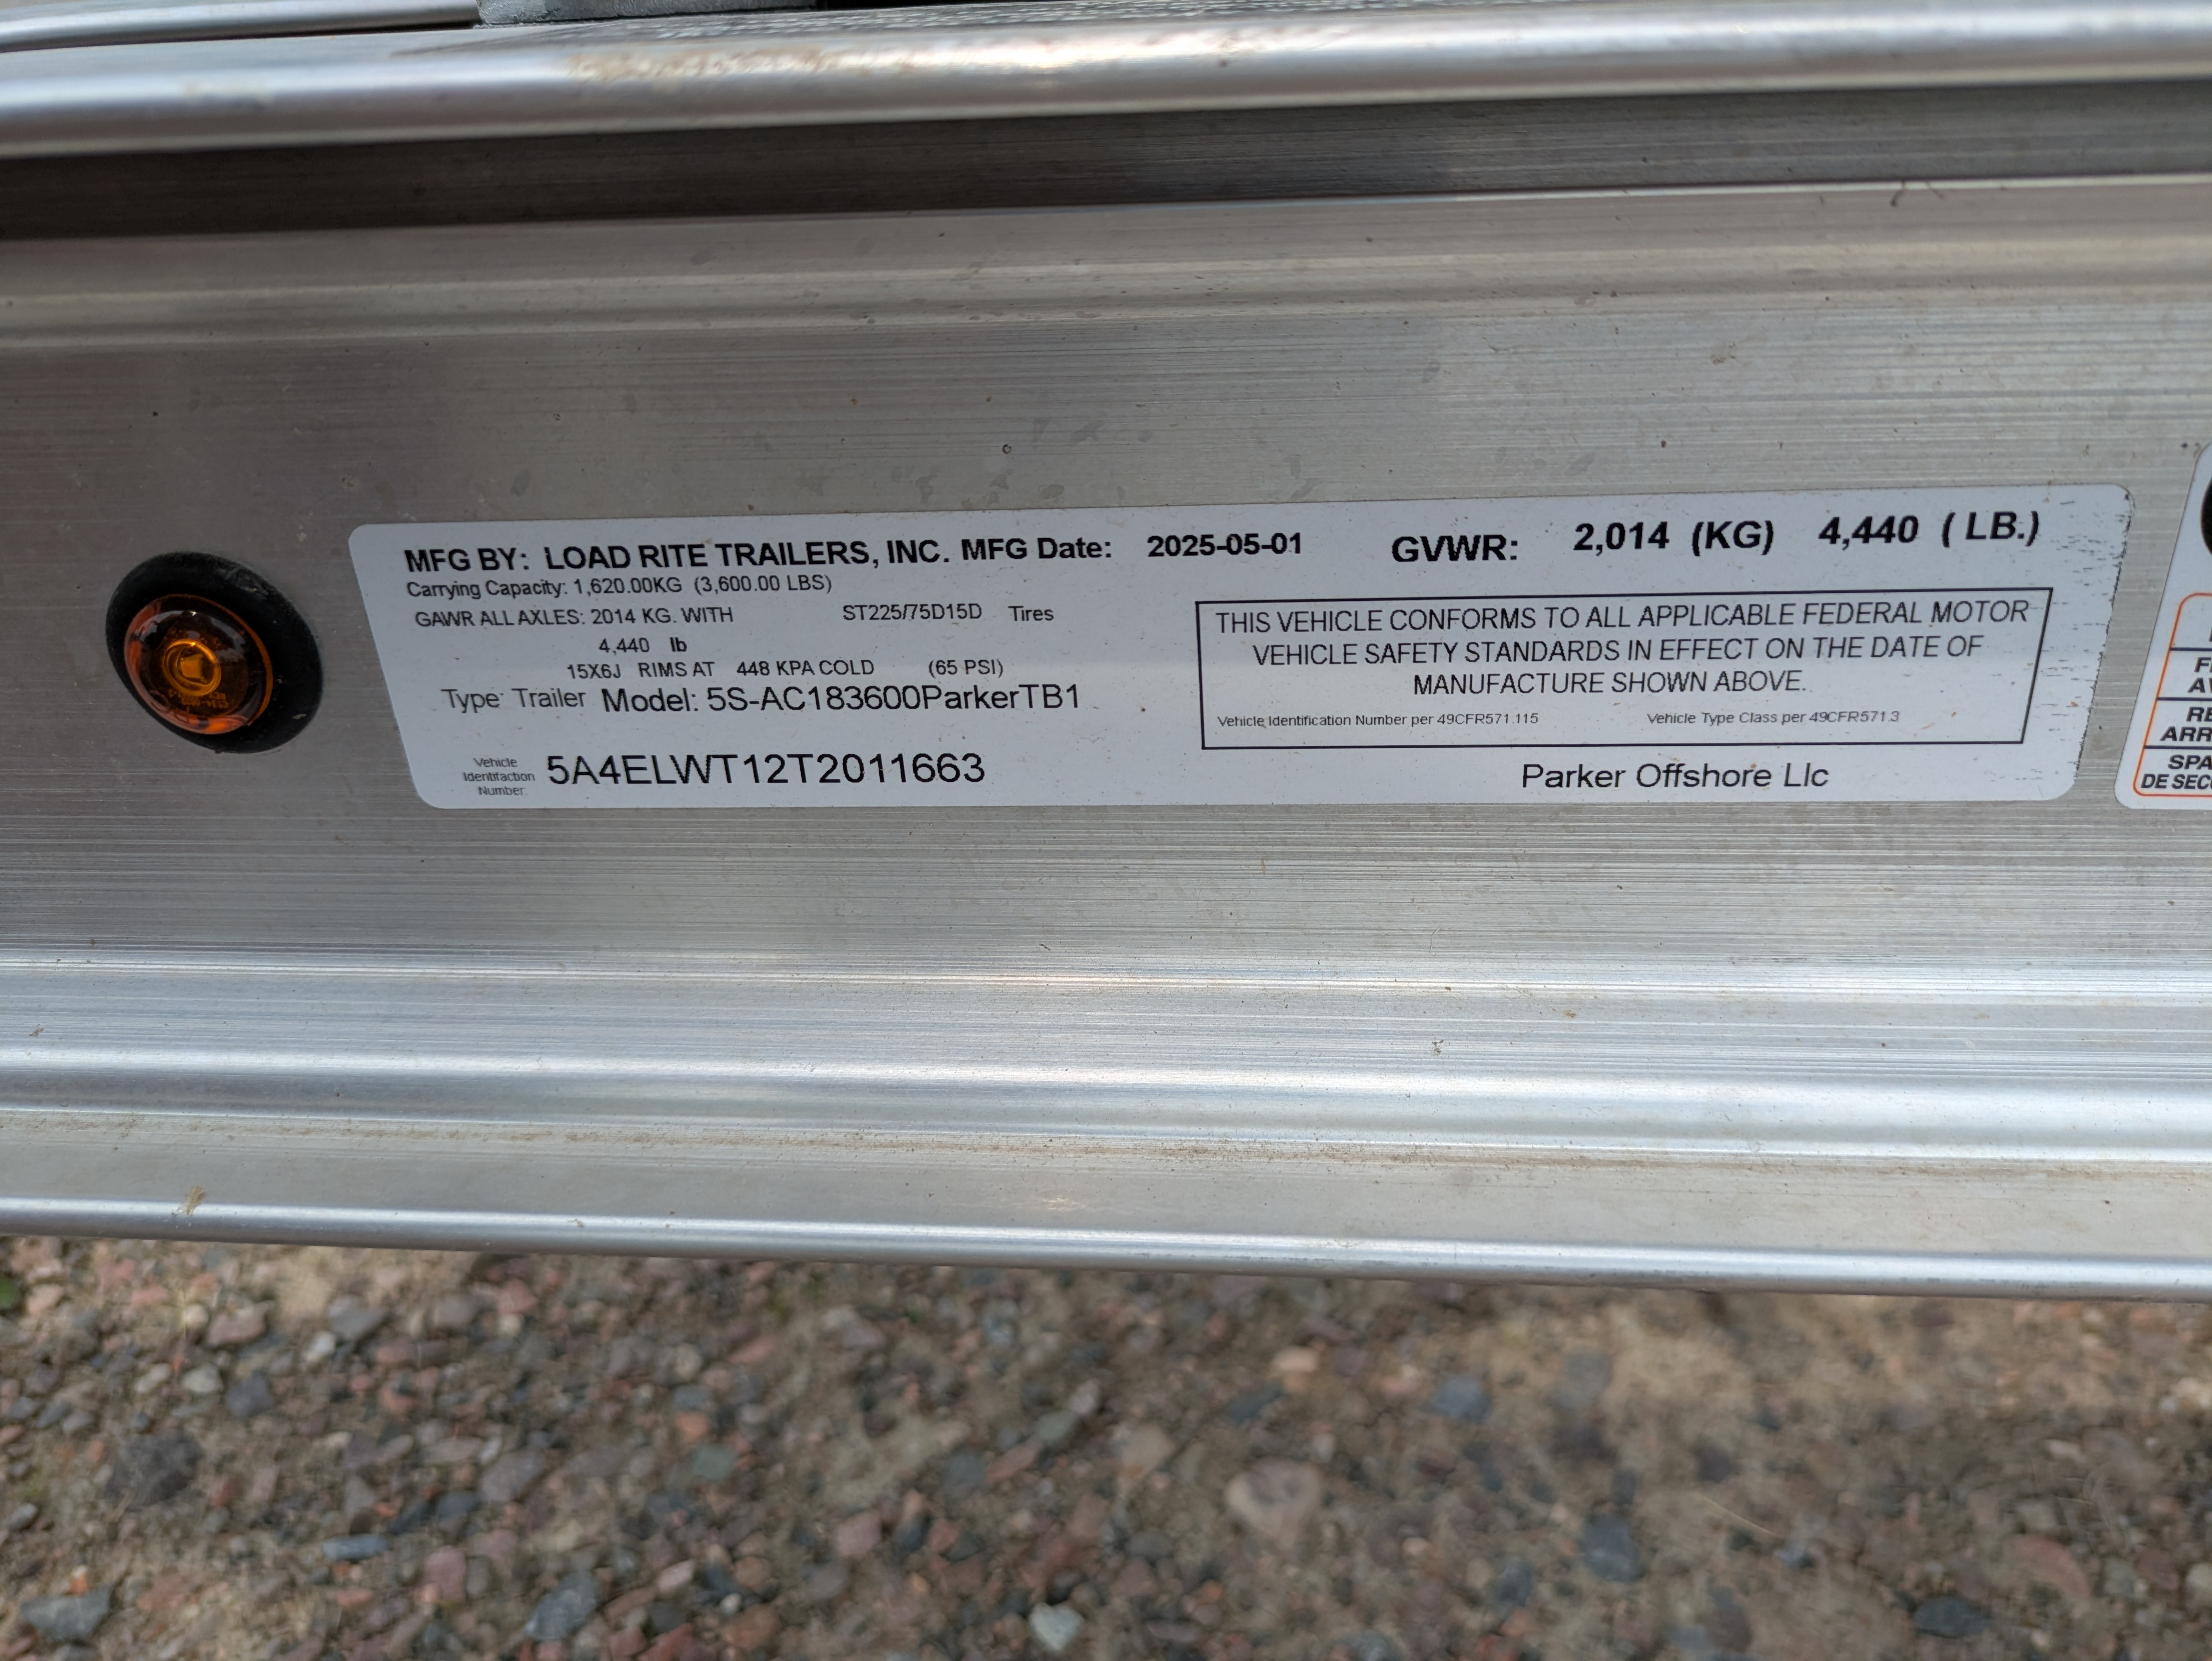 MFG BY: LOAD RITE TRAILERS, INC. MFG Date: 2025-05-01 GVWR: 2,014 (KG) 4,440 ( LB.)
Carrying Capacity: 1,620.00KG (3,600.00 LBS)
GAWR ALL AXLES: 2014 KG. WITH ST225/75D15D Tires
4,440 lb
15X6J RIMS AT 448 KPA COLD (65 PSI)
Type: Trailer Model: 5S-AC183600ParkerTB1
Vehicle
Identifaction
Number:
5A4ELWT12T2011663
THIS VEHICLE CONFORMS TO ALL APPLICABLE FEDERAL MOTOR
VEHICLE SAFETY STANDARDS IN EFFECT ON THE DATE OF
MANUFACTURE SHOWN ABOVE.
Vehicle Identification Number per 49CFR571.115 Vehicle Type Class per 49CFR571.3
Parker Offshore Llc